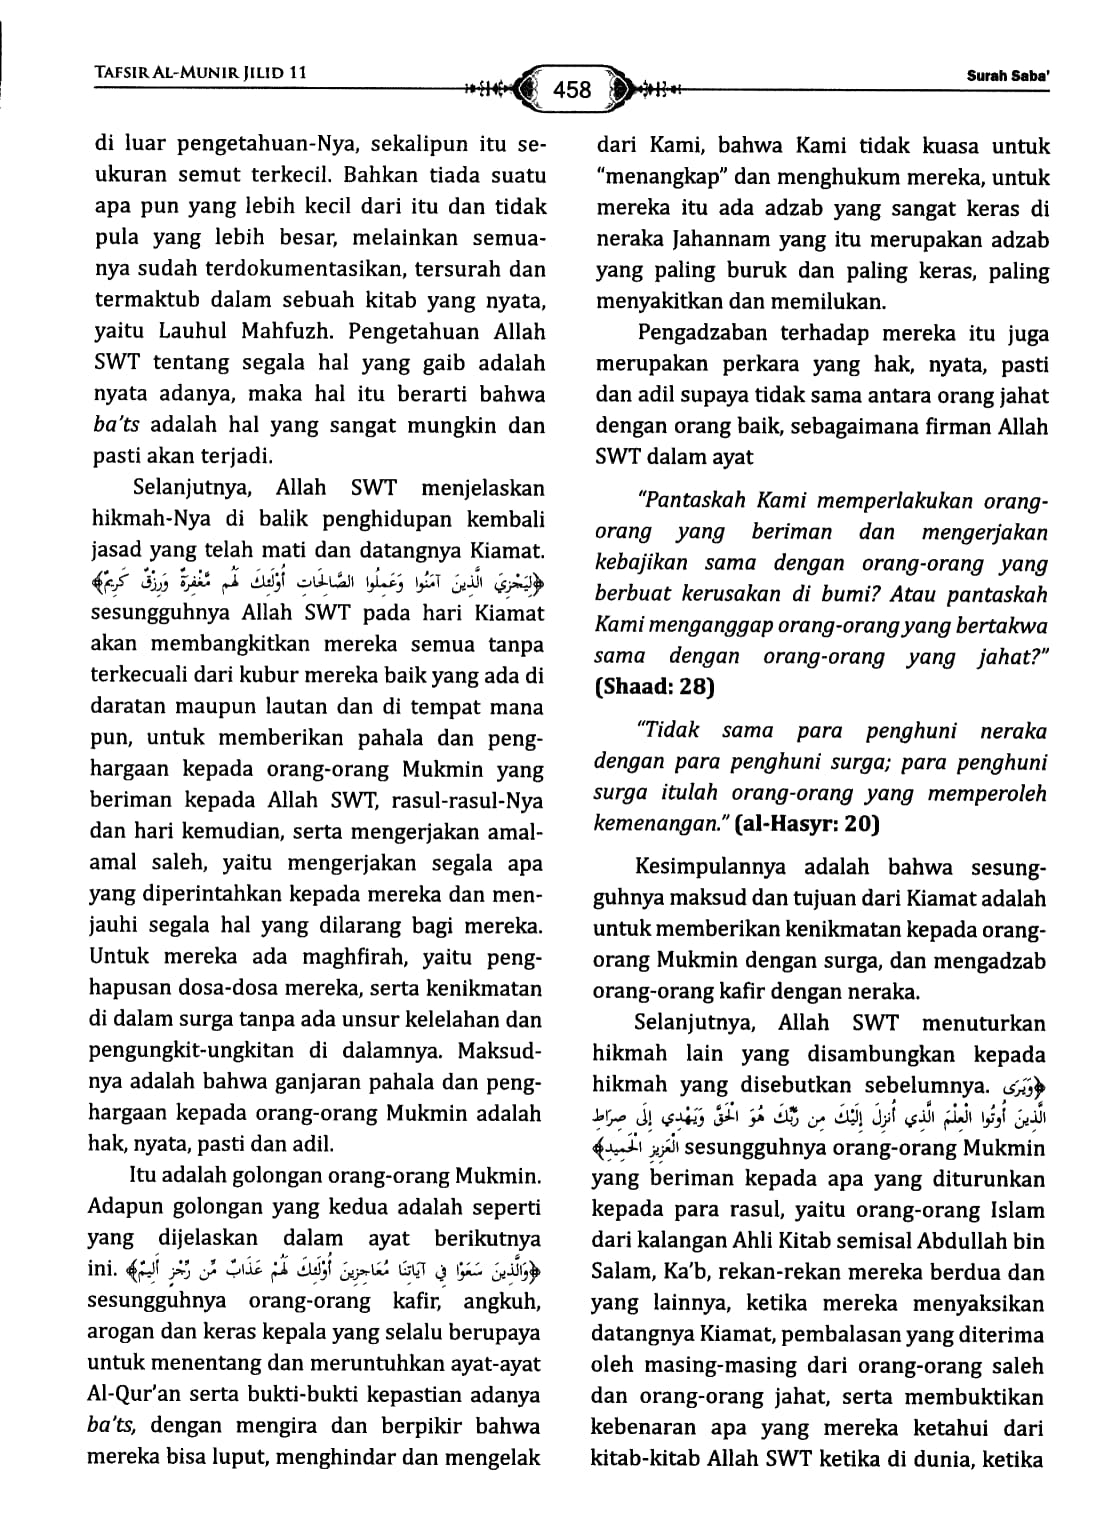 TAFSIR AL-MUNIR JILID 11
458
Surah Saba'
di luar pengetahuan-Nya, sekalipun itu se-
ukuran semut terkecil. Bahkan tiada suatu
apa pun yang lebih kecil dari itu dan tidak
pula yang lebih besar, melainkan semua-
nya sudah terdokumentasikan, tersurah dan
termaktub dalam sebuah kitab yang nyata,
yaitu Lauhul Mahfuzh. Pengetahuan Allah
SWT tentang segala hal yang gaib adalah
nyata adanya, maka hal itu berarti bahwa
ba'ts adalah hal yang sangat mungkin dan
pasti akan terjadi.
Selanjutnya, Allah SWT menjelaskan
hikmah-Nya di balik penghidupan kembali
jasad yang telah mati dan datangnya Kiamat.
﴿لِيَجْزِيَ الَّذِينَ آمَنُوا وَعَمِلُوا الصَّالِحَاتِ أُوْلَئِكَ لَهُم مَّغْفِرَةٌ وَرِزْقٌ كَرِيمٌ﴾
sesungguhnya Allah SWT pada hari Kiamat
akan membangkitkan mereka semua tanpa
terkecuali dari kubur mereka baik yang ada di
daratan maupun lautan dan di tempat mana
pun, untuk memberikan pahala dan peng-
hargaan kepada orang-orang Mukmin yang
beriman kepada Allah SWT, rasul-rasul-Nya
dan hari kemudian, serta mengerjakan amal-
amal saleh, yaitu mengerjakan segala apa
yang diperintahkan kepada mereka dan men-
jauhi segala hal yang dilarang bagi mereka.
Untuk mereka ada maghfirah, yaitu peng-
hapusan dosa-dosa mereka, serta kenikmatan
di dalam surga tanpa ada unsur kelelahan dan
pengungkit-ungkitan di dalamnya. Maksud-
nya adalah bahwa ganjaran pahala dan peng-
hargaan kepada orang-orang Mukmin adalah
hak, nyata, pasti dan adil.
Itu adalah golongan orang-orang Mukmin.
Adapun golongan yang kedua adalah seperti
yang dijelaskan dalam ayat berikutnya
ini. ﴿وَالَّذِينَ سَعَوْا فِي آيَاتِنَا مُعَاجِزِينَ أُوْلَئِكَ لَهُمْ عَذَابٌ مِّن رِّجْزٍ أَلِيمٌ﴾
sesungguhnya orang-orang kafir, angkuh,
arogan dan keras kepala yang selalu berupaya
untuk menentang dan meruntuhkan ayat-ayat
Al-Qur'an serta bukti-bukti kepastian adanya
ba'ts, dengan mengira dan berpikir bahwa
mereka bisa luput, menghindar dan mengelak
dari Kami, bahwa Kami tidak kuasa untuk
"menangkap" dan menghukum mereka, untuk
mereka itu ada adzab yang sangat keras di
neraka Jahannam yang itu merupakan adzab
yang paling buruk dan paling keras, paling
menyakitkan dan memilukan.
Pengadzaban terhadap mereka itu juga
merupakan perkara yang hak, nyata, pasti
dan adil supaya tidak sama antara orang jahat
dengan orang baik, sebagaimana firman Allah
SWT dalam ayat
"Pantaskah Kami memperlakukan orang-
orang yang beriman dan mengerjakan
kebajikan sama dengan orang-orang yang
berbuat kerusakan di bumi? Atau pantaskah
Kami menganggap orang-orang yang bertakwa
sama dengan orang-orang yang jahat?"
(Shaad: 28)
"Tidak sama para penghuni neraka
dengan para penghuni surga; para penghuni
surga itulah orang-orang yang memperoleh
kemenangan." (al-Hasyr: 20)
Kesimpulannya adalah bahwa sesung-
guhnya maksud dan tujuan dari Kiamat adalah
untuk memberikan kenikmatan kepada orang-
orang Mukmin dengan surga, dan mengadzab
orang-orang kafir dengan neraka.
Selanjutnya, Allah SWT menuturkan
hikmah lain yang disambungkan kepada
hikmah yang disebutkan sebelumnya. ﴿وَيَرَى
الَّذِينَ أُوتُوا الْعِلْمَ الَّذِي أُنزِلَ إِلَيْكَ مِن رَّبِّكَ هُوَ الْحَقَّ وَيَهْدِي إِلَى صِرَاطِ
الْعَزِيزِ الْحَمِيدِ﴾ sesungguhnya orang-orang Mukmin
yang beriman kepada apa yang diturunkan
kepada para rasul, yaitu orang-orang Islam
dari kalangan Ahli Kitab semisal Abdullah bin
Salam, Ka'b, rekan-rekan mereka berdua dan
yang lainnya, ketika mereka menyaksikan
datangnya Kiamat, pembalasan yang diterima
oleh masing-masing dari orang-orang saleh
dan orang-orang jahat, serta membuktikan
kebenaran apa yang mereka ketahui dari
kitab-kitab Allah SWT ketika di dunia, ketika